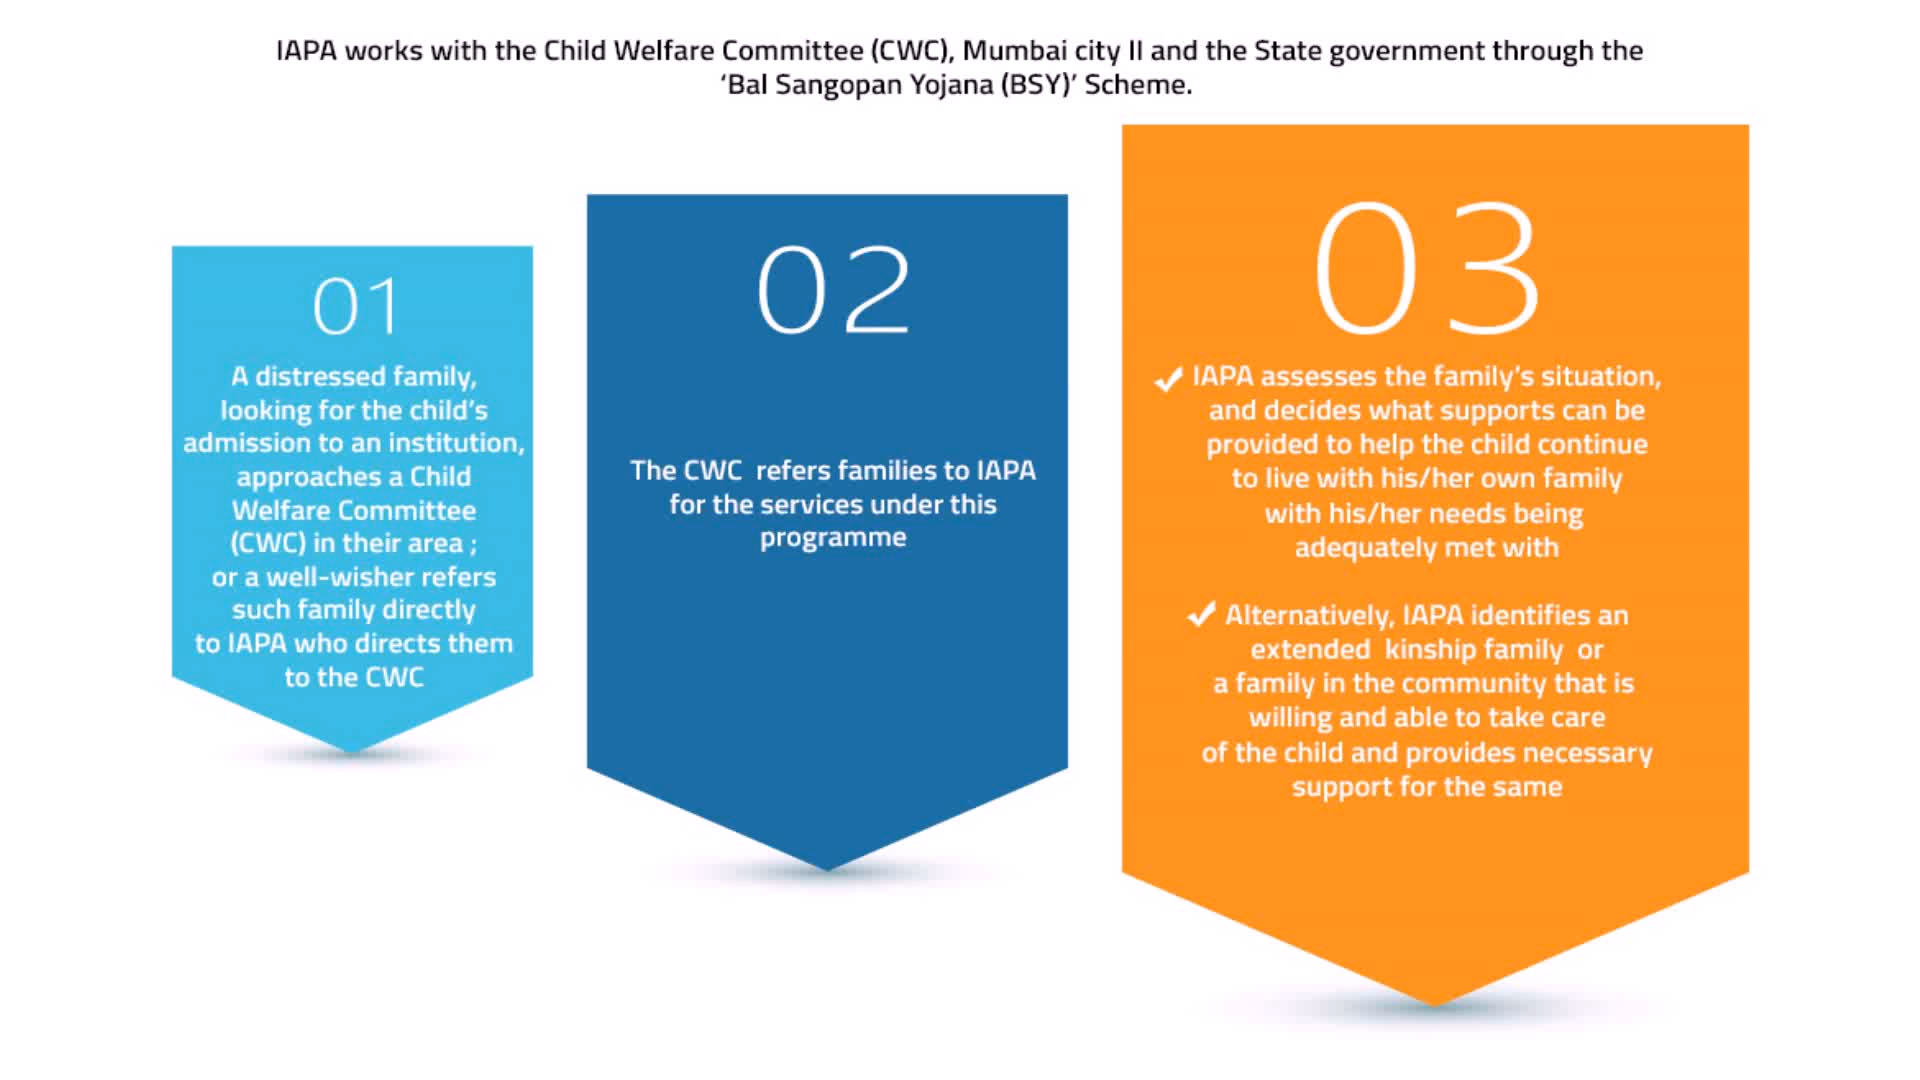 IAPA works with the Child Welfare Committee (CWC), Mumbai city II and the State government through the
‘Bal Sangopan Yojana (BSY)’ Scheme.
01
A distressed family,
looking for the child’s
admission to an institution,
approaches a Child
Welfare Committee
(CWC) in their area ;
or a well-wisher refers
such family directly
to IAPA who directs them
to the CWC
02
The CWC refers families to IAPA
for the services under this
programme
03
✔ IAPA assesses the family’s situation,
and decides what supports can be
provided to help the child continue
to live with his/her own family
with his/her needs being
adequately met with
✔ Alternatively, IAPA identifies an
extended kinship family or
a family in the community that is
willing and able to take care
of the child and provides necessary
support for the same